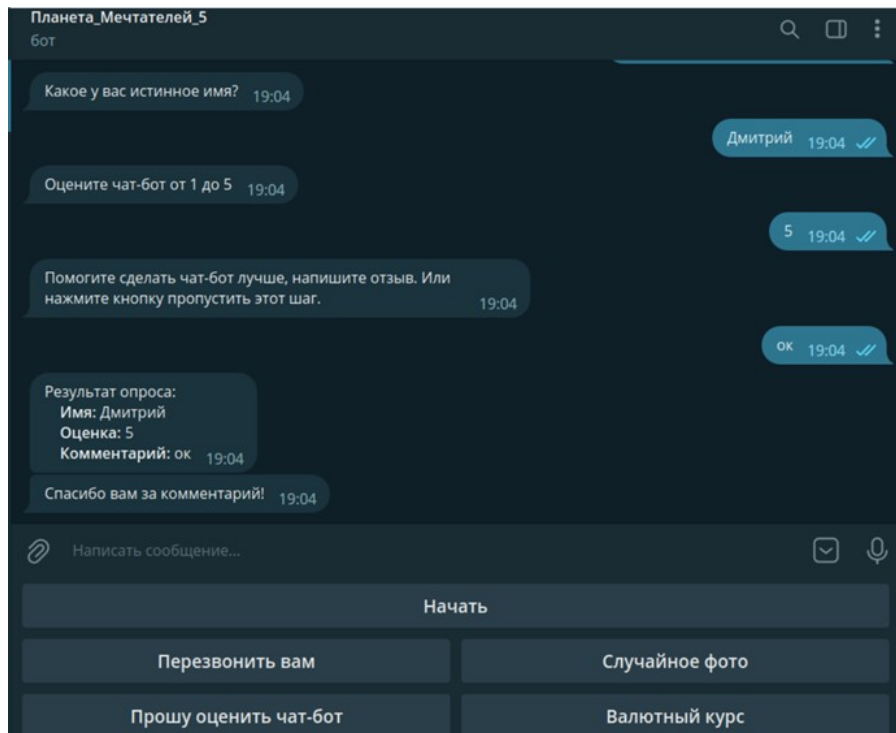 Планета_Мечтателей_5
бот
Какое у вас истинное имя? 19:04
Дмитрий 19:04
Оцените чат-бот от 1 до 5 19:04
5 19:04
Помогите сделать чат-бот лучше, напишите отзыв. Или
нажмите кнопку пропустить этот шаг. 19:04
ок 19:04
Результат опроса:
Имя: Дмитрий
Оценка: 5
Комментарий: ок 19:04
Спасибо вам за комментарий! 19:04
Написать сообщение...
Начать
Перезвонить вам
Случайное фото
Прошу оценить чат-бот
Валютный курс